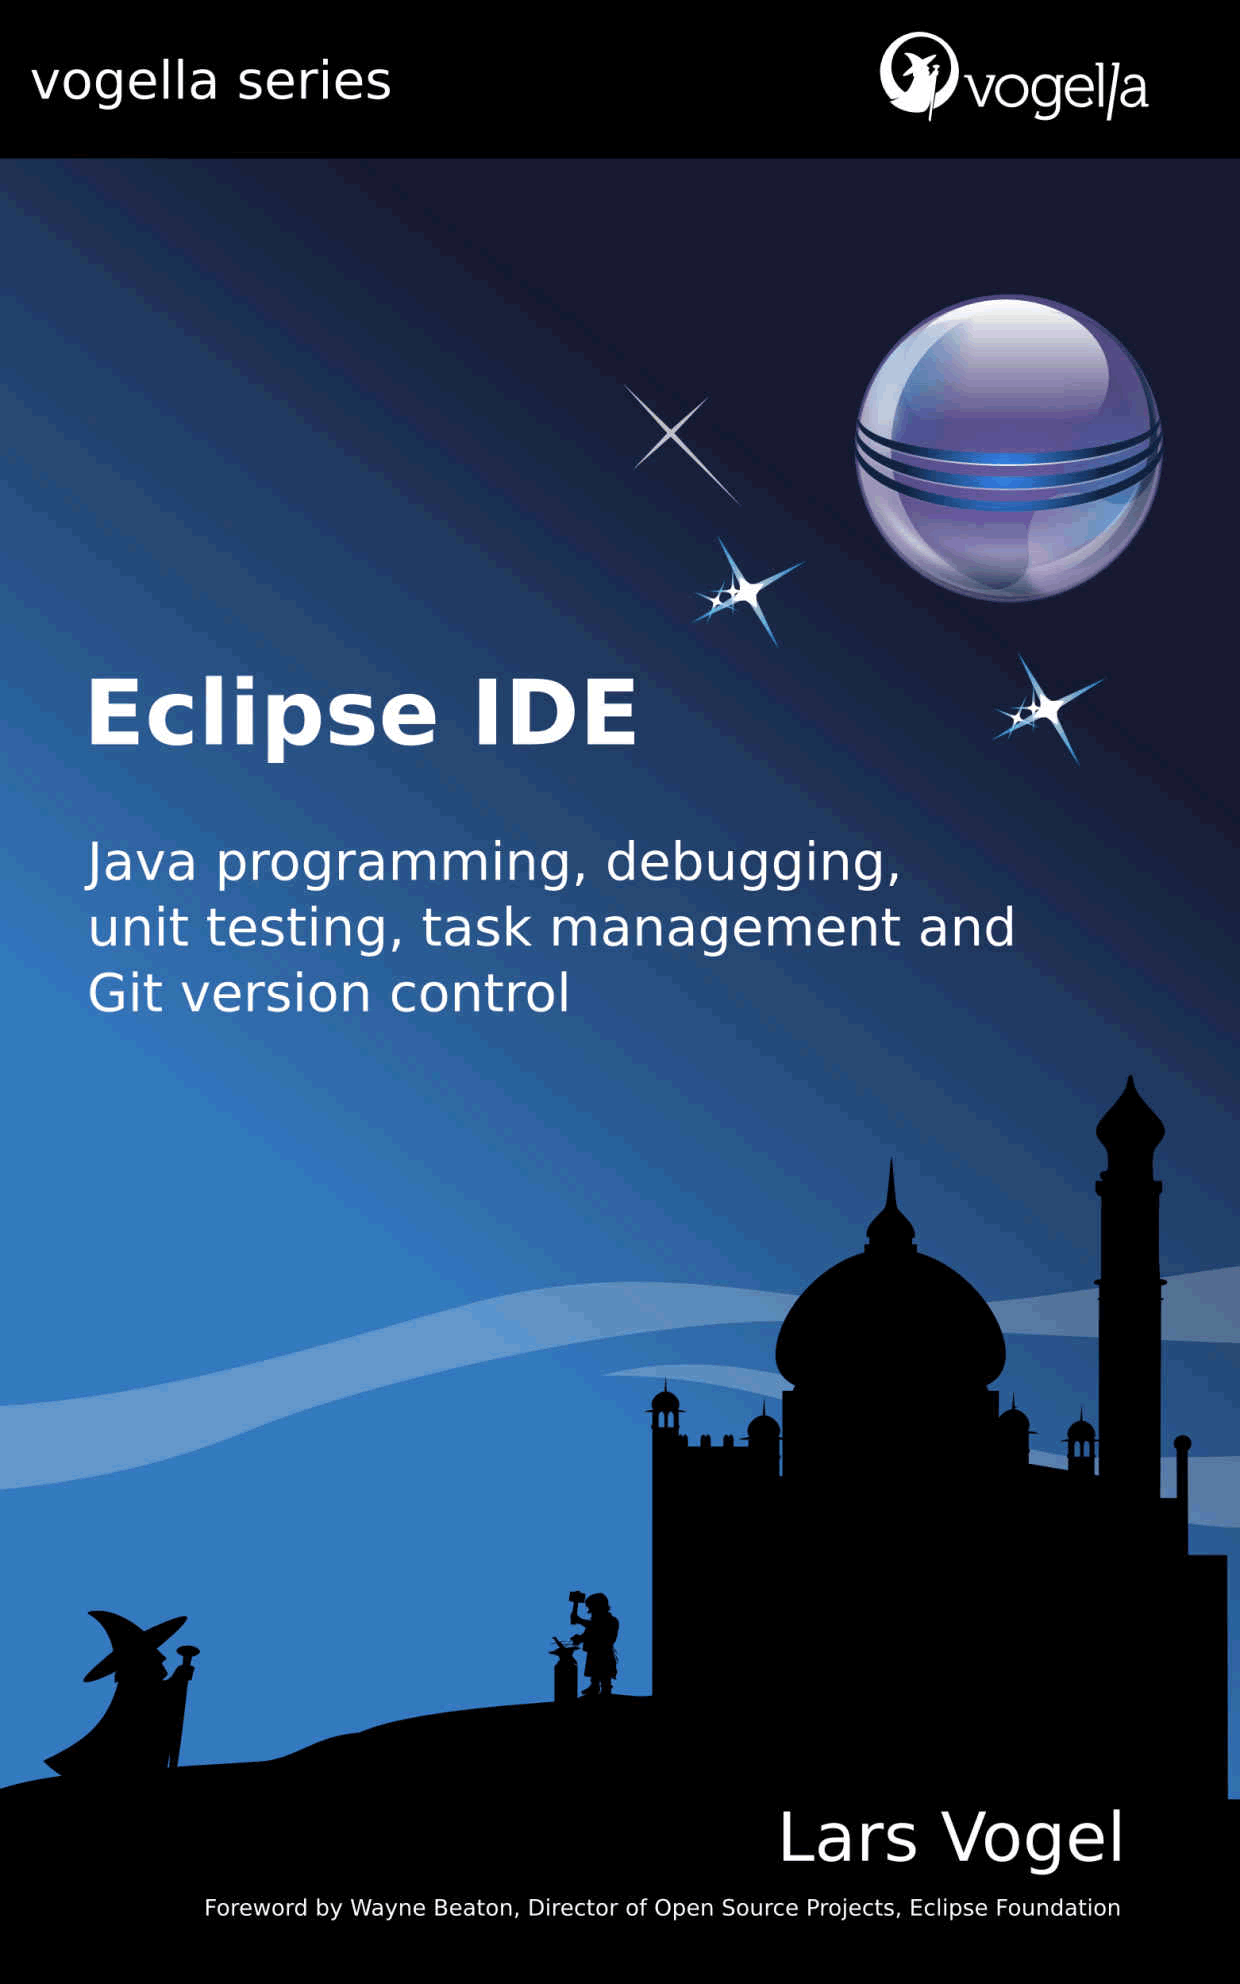 vogella series
vogella
Eclipse IDE
Java programming, debugging,
unit testing, task management and
Git version control
Lars Vogel
Foreword by Wayne Beaton, Director of Open Source Projects, Eclipse Foundation